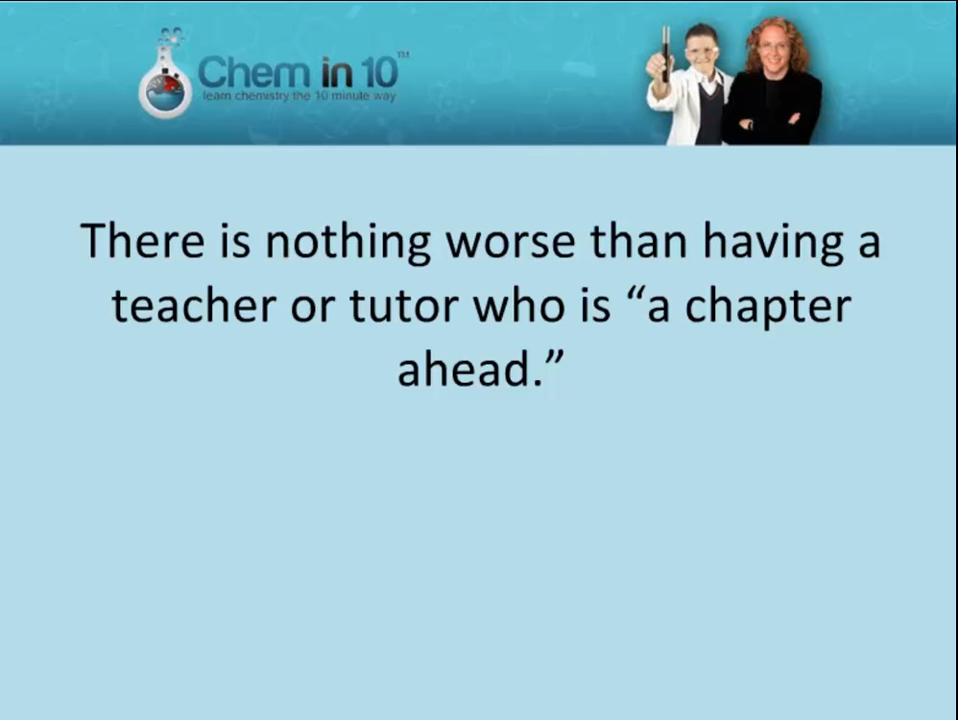 Chem in 10™
learn chemistry the 10 minute way
There is nothing worse than having a
teacher or tutor who is “a chapter
ahead.”